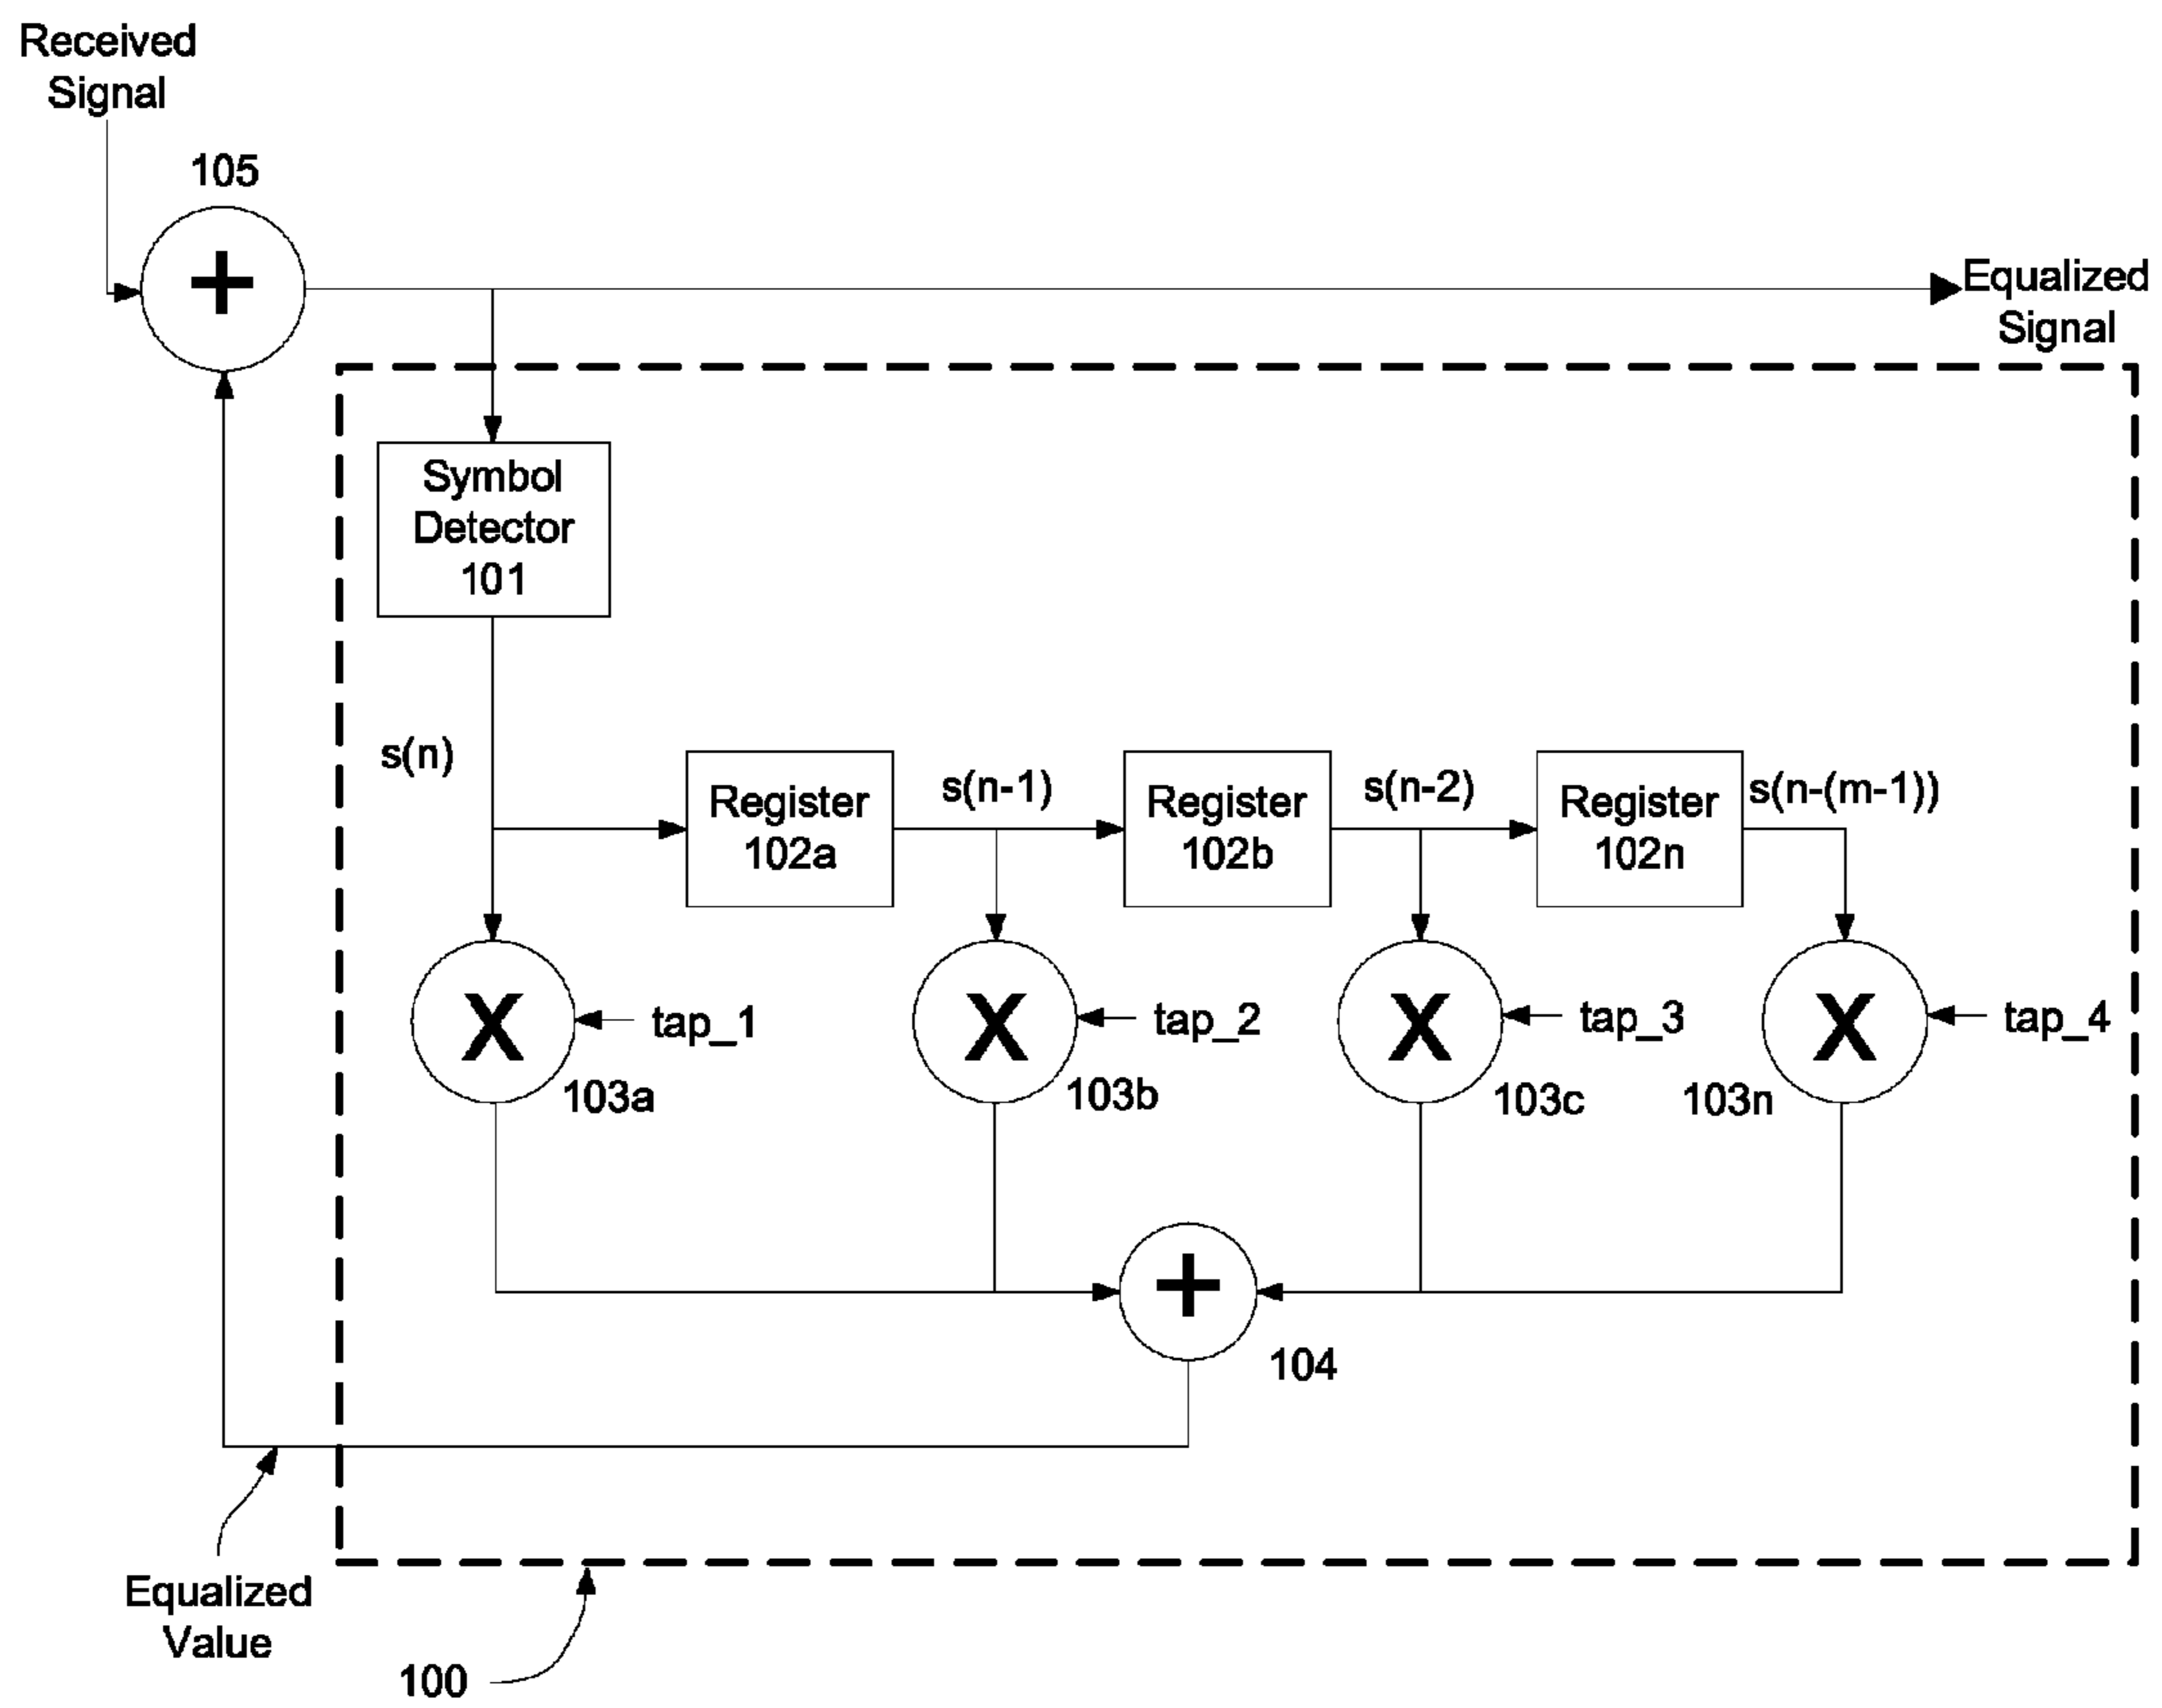 Received
Signal
105
+
Equalized
Signal
Symbol
Detector
101
s(n)
Register
102a
s(n-1)
Register
102b
s(n-2)
Register
102n
s(n-(m-1))
X
tap_1
103a
X
tap_2
103b
X
tap_3
103c
X
tap_4
103n
+
104
Equalized
Value
100